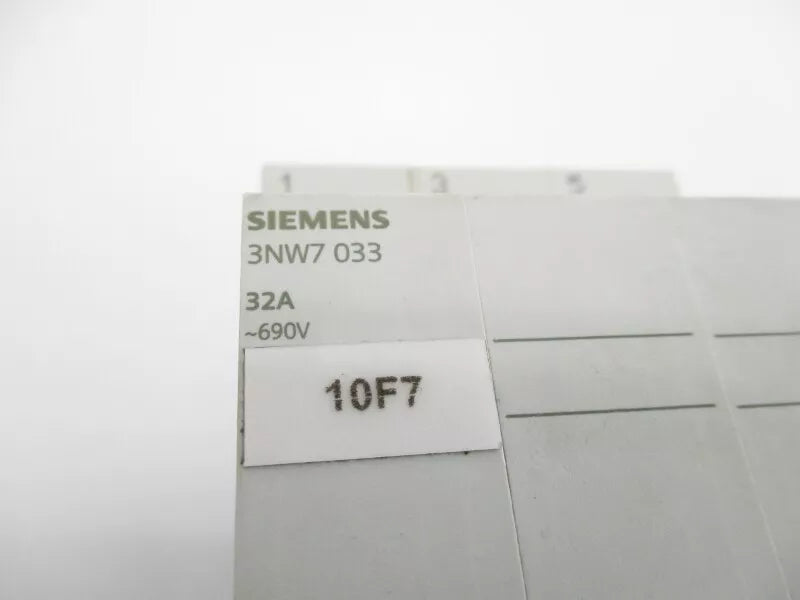 1 3 5
SIEMENS
3NW7 033
32A
~690V
10F7